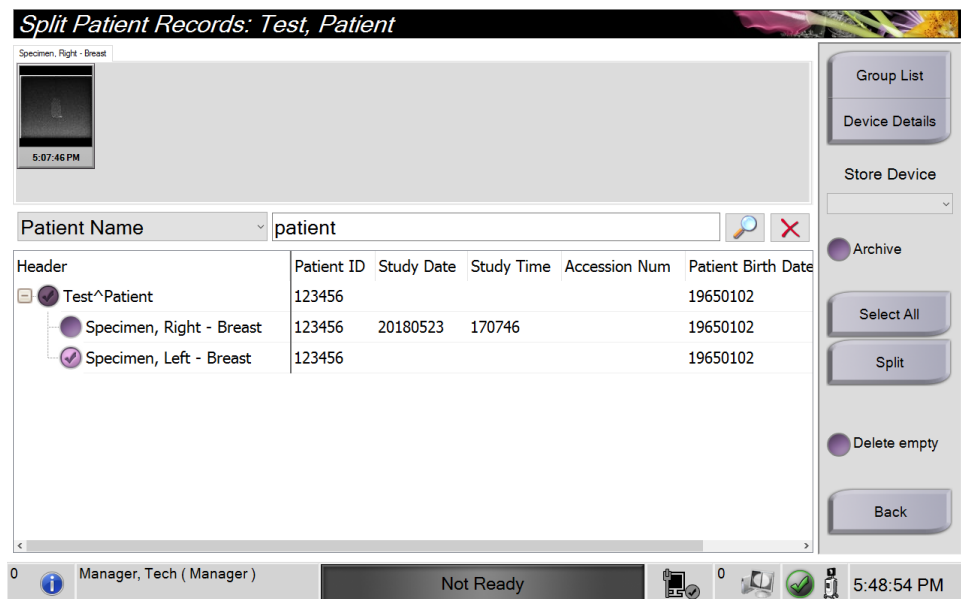 Split Patient Records: Test, Patient
Specimen, Right - Breast
5:07:46 PM
Group List
Device Details
Store Device
Archive
Select All
Split
Delete empty
Back
Patient Name patient
Header Patient ID Study Date Study Time Accession Num Patient Birth Date
Test^Patient 123456 19650102
Specimen, Right - Breast 123456 20180523 170746 19650102
Specimen, Left - Breast 123456 19650102
0 Manager, Tech ( Manager ) Not Ready 0 5:48:54 PM